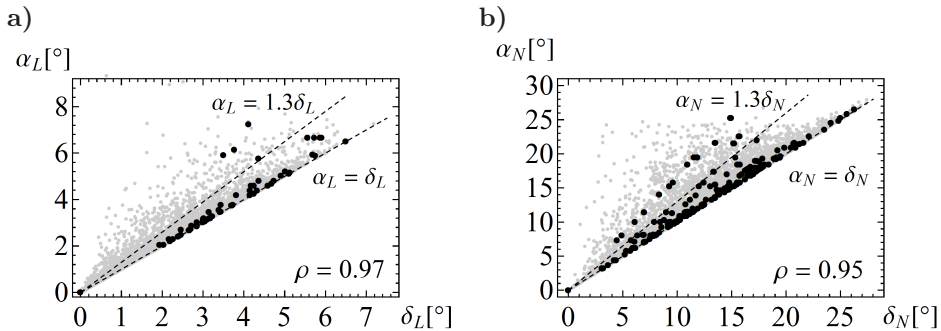 a)
α_L[°]
8
6
4
2
0
α_L = 1.3δ_L
α_L = δ_L
ρ = 0.97
0 1 2 3 4 5 6 7 δ_L[°]
b)
α_N[°]
30
25
20
15
10
5
0
α_N = 1.3δ_N
α_N = δ_N
ρ = 0.95
0 5 10 15 20 25 δ_N[°]